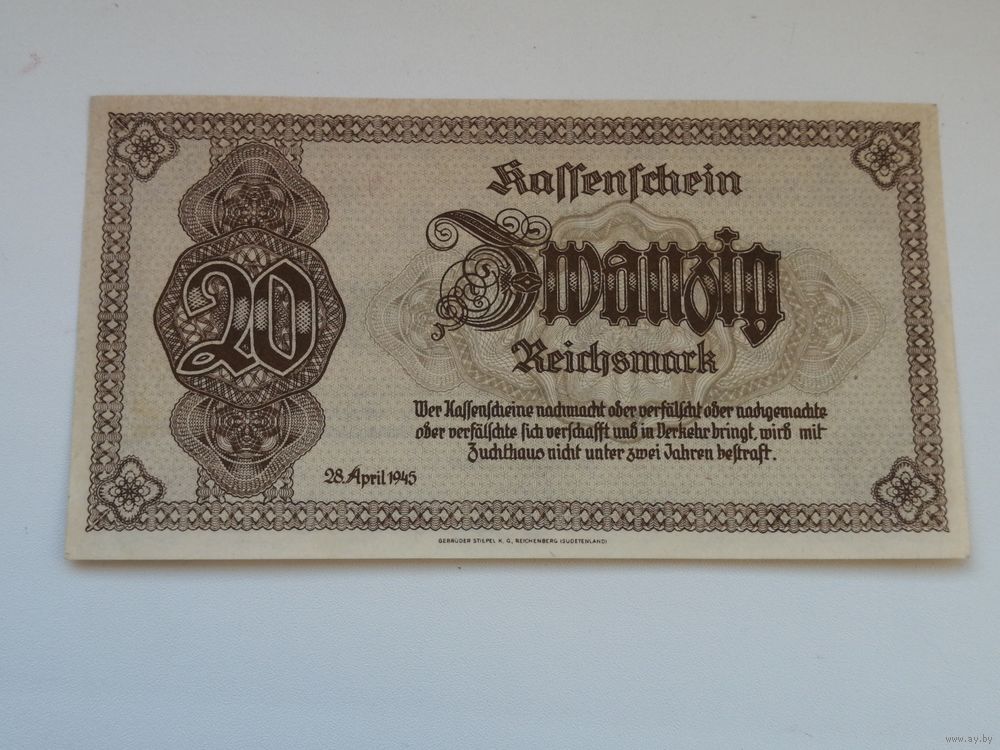 Kassenschein
20
Zwanzig
Reichsmark
Wer Kassenscheine nachmacht oder verfälscht oder nachgemachte
oder verfälschte sich verschafft und in Verkehr bringt, wird mit
Zuchthaus nicht unter zwei Jahren bestraft.
28. April 1945
GEBRÜDER STIEPEL K. G., REICHENBERG (SUDETENLAND)
www.ay.by